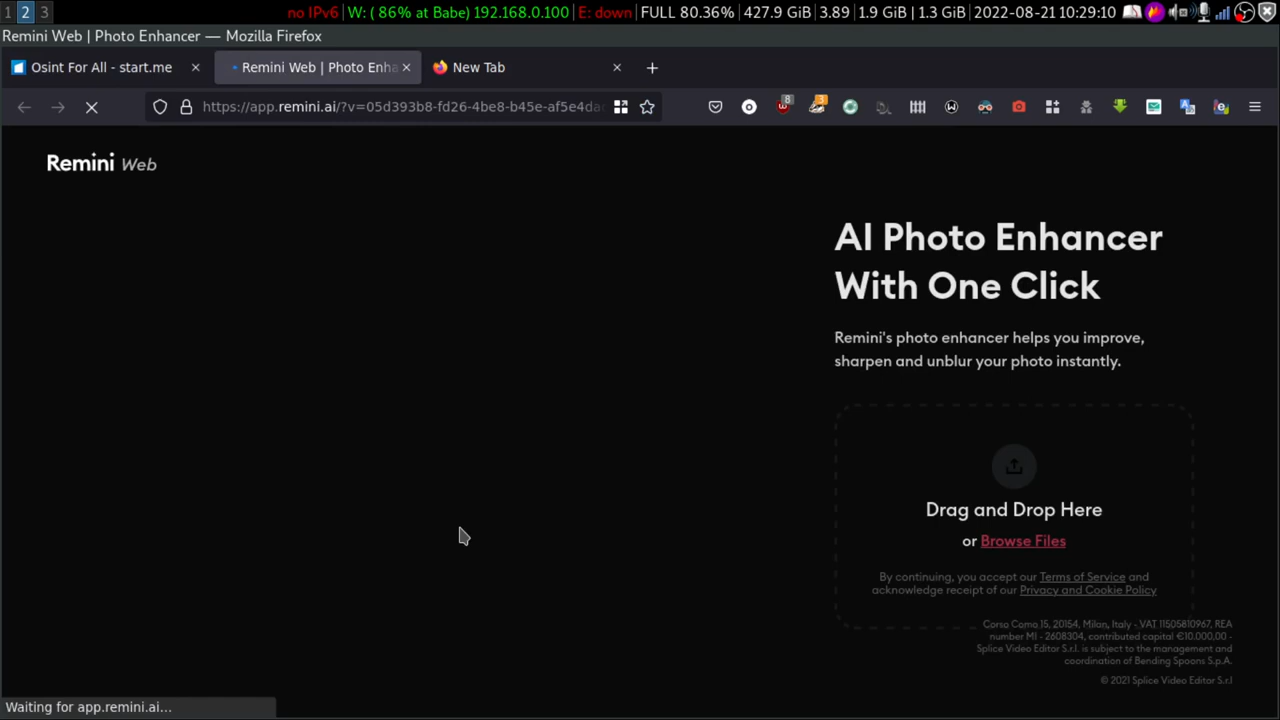 1 2 3 no IPv6 | W: ( 86% at Babe) 192.168.0.100 | E: down | FULL 80.36% | 427.9 GiB | 3.89 | 1.9 GiB | 1.3 GiB | 2022-08-21 10:29:10
Remini Web | Photo Enhancer — Mozilla Firefox
Osint For All - start.me Remini Web | Photo Enha New Tab
https://app.remini.ai/?v=05d393b8-fd26-4be8-b45e-af5e4da 8 3
Remini Web
AI Photo Enhancer
With One Click
Remini's photo enhancer helps you improve,
sharpen and unblur your photo instantly.
Drag and Drop Here
or Browse Files
By continuing, you accept our Terms of Service and
acknowledge receipt of our Privacy and Cookie Policy
Corso Como 15, 20154, Milan, Italy - VAT 11505810967, REA
number MI - 2608304, contributed capital €10.000,00 -
Splice Video Editor S.r.l. is subject to the management and
coordination of Bending Spoons S.p.A.
© 2021 Splice Video Editor S.r.l
Waiting for app.remini.ai...